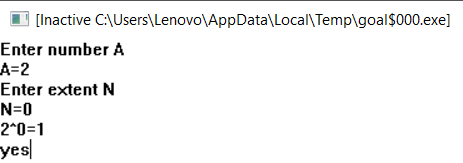 [Inactive C:\Users\Lenovo\AppData\Local\Temp\goal$000.exe]
Enter number A
A=2
Enter extent N
N=0
2^0=1
yes